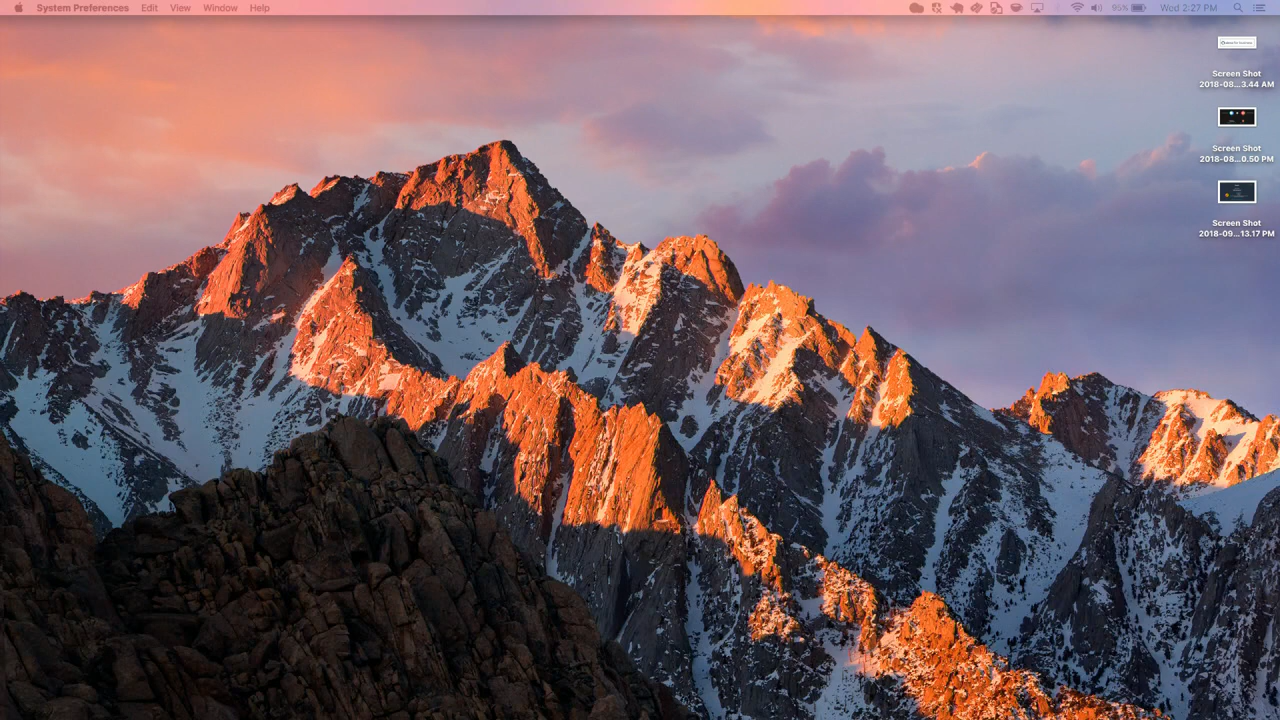 System Preferences Edit View Window Help 95% Wed 2:27 PM
Screen Shot
2018-08...3.44 AM
Screen Shot
2018-08...0.50 PM
Screen Shot
2018-09...13.17 PM